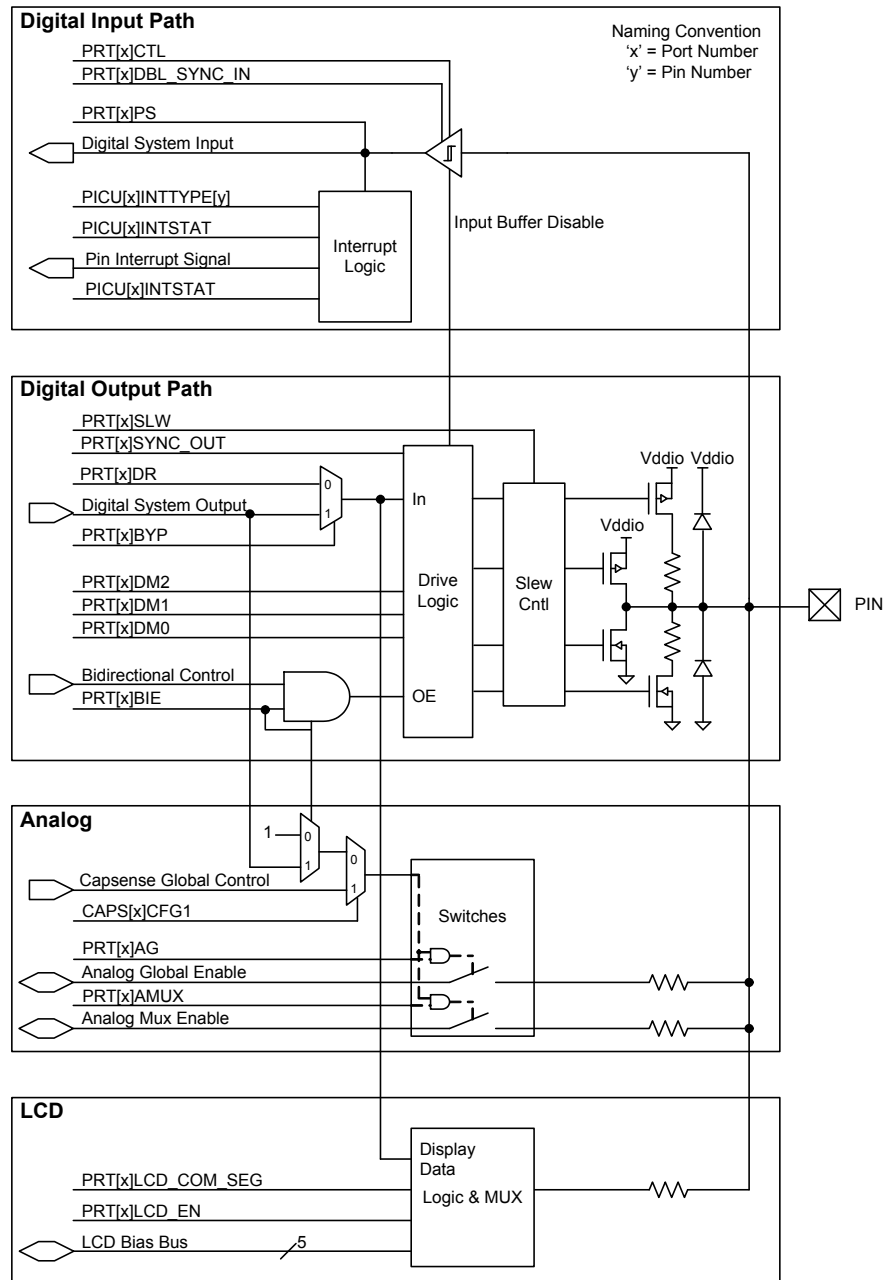 Digital Input Path
Naming Convention
‘x’ = Port Number
‘y’ = Pin Number
PRT[x]CTL
PRT[x]DBL_SYNC_IN
PRT[x]PS
Digital System Input
PICU[x]INTTYPE[y]
PICU[x]INTSTAT
Pin Interrupt Signal
PICU[x]INTSTAT
Interrupt
Logic
Input Buffer Disable
Digital Output Path
PRT[x]SLW
PRT[x]SYNC_OUT
PRT[x]DR
Digital System Output
PRT[x]BYP
0
1
In
Vddio Vddio
Vddio
PRT[x]DM2
PRT[x]DM1
PRT[x]DM0
Drive
Logic
Slew
Cntl
PIN
Bidirectional Control
PRT[x]BIE
OE
Analog
1
0
1
0
1
Capsense Global Control
CAPS[x]CFG1
Switches
PRT[x]AG
Analog Global Enable
PRT[x]AMUX
Analog Mux Enable
LCD
Display
Data
Logic & MUX
PRT[x]LCD_COM_SEG
PRT[x]LCD_EN
LCD Bias Bus
5